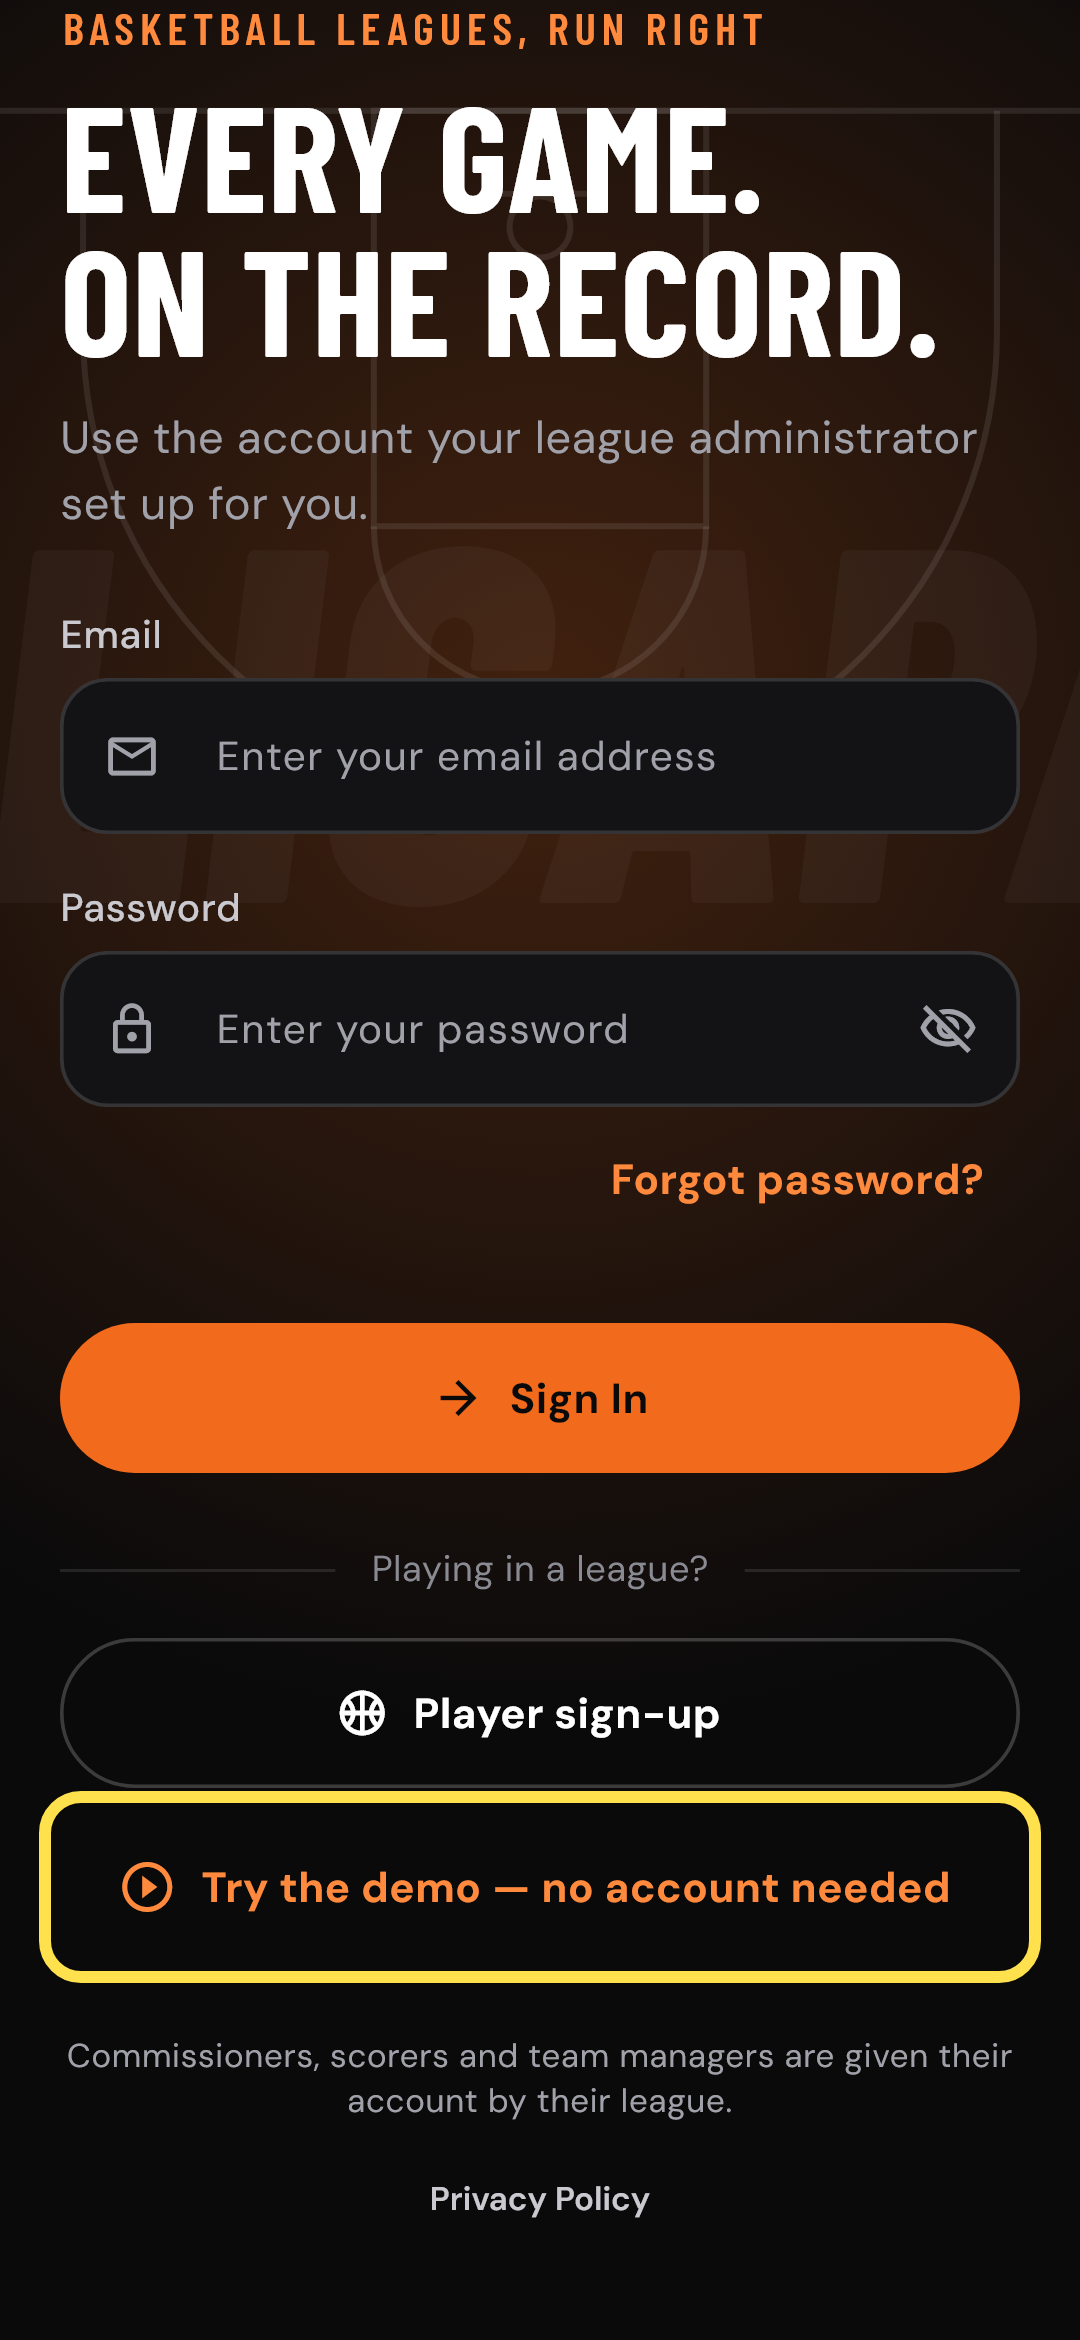 BASKETBALL LEAGUES, RUN RIGHT
EVERY GAME.
ON THE RECORD.
Use the account your league administrator
set up for you.
Email
Enter your email address
Password
Enter your password
Forgot password?
Sign In
Playing in a league?
Player sign-up
Try the demo — no account needed
Commissioners, scorers and team managers are given their
account by their league.
Privacy Policy